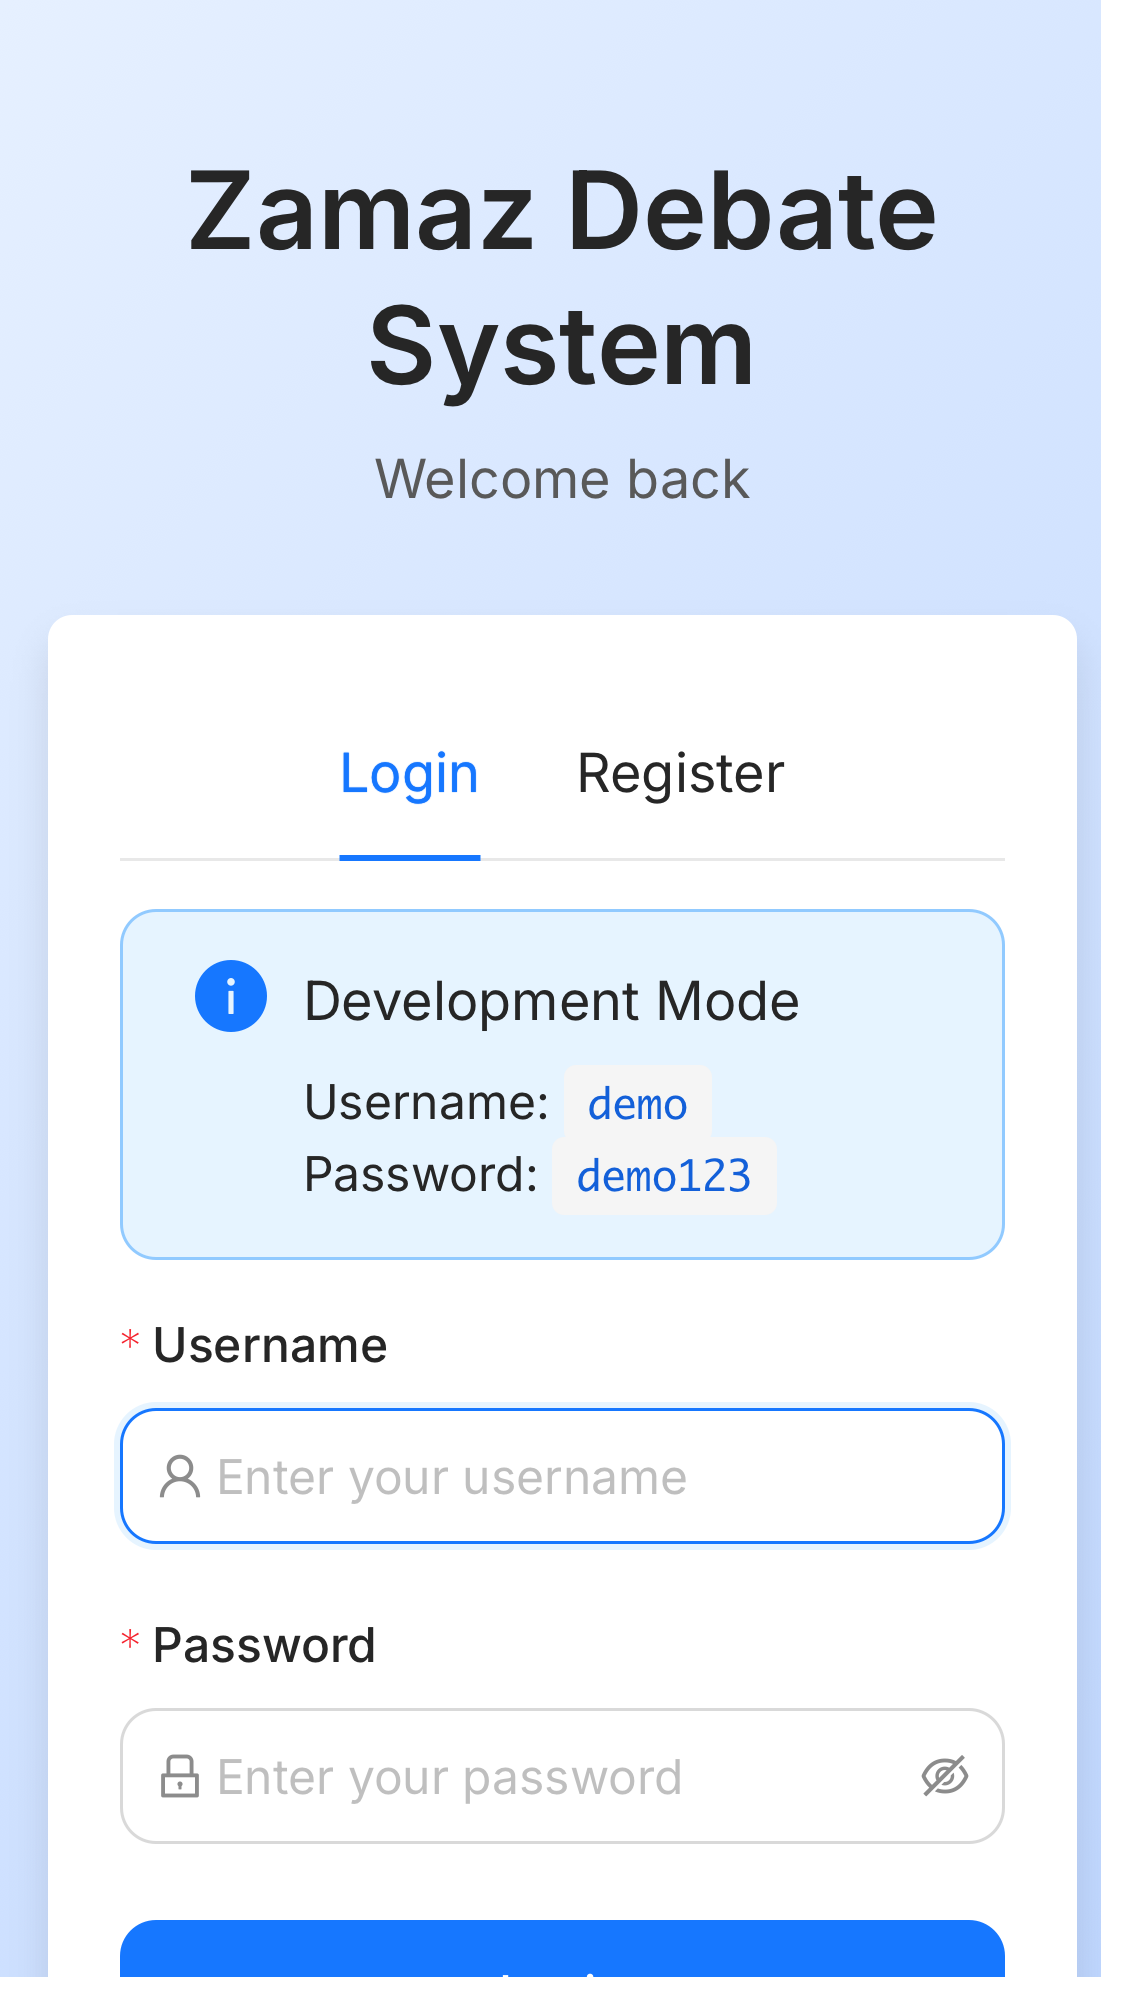 Zamaz Debate
System
Welcome back
Login Register
Development Mode
Username: demo
Password: demo123
* Username
Enter your username
* Password
Enter your password